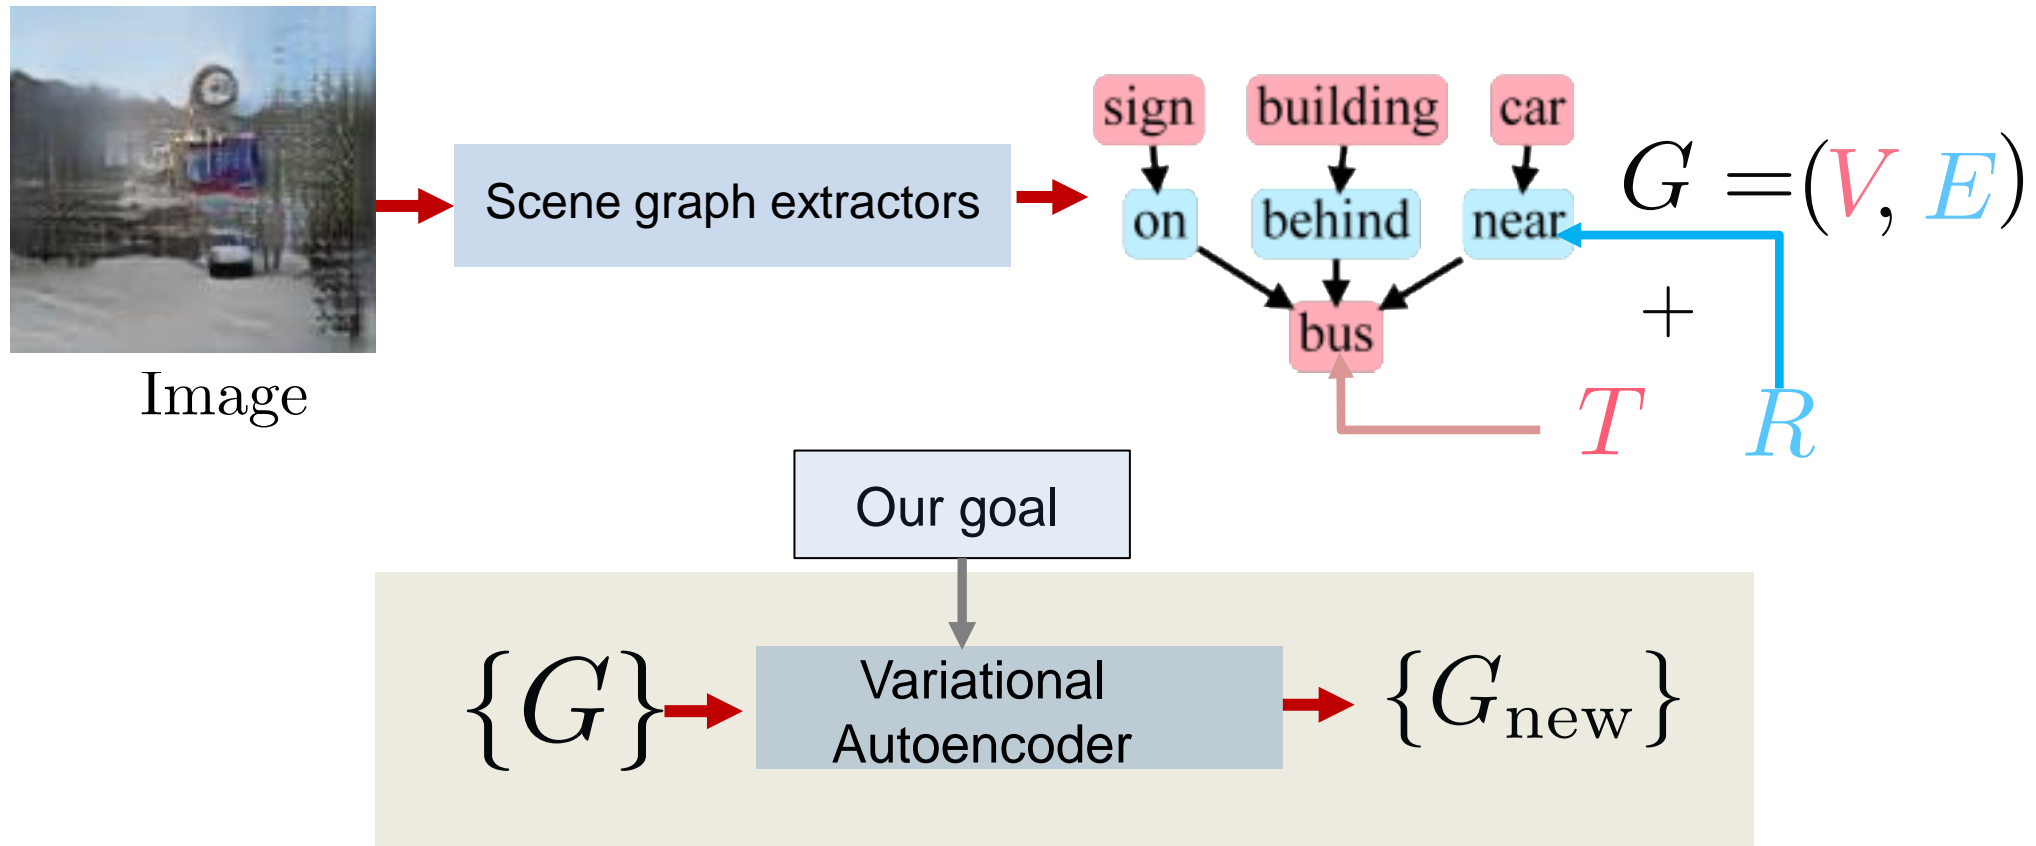 Scene graph extractors
sign building car
on behind near
bus
G = (V, E)
+
T R
Image
Our goal
{G}
Variational
Autoencoder
{G_new}